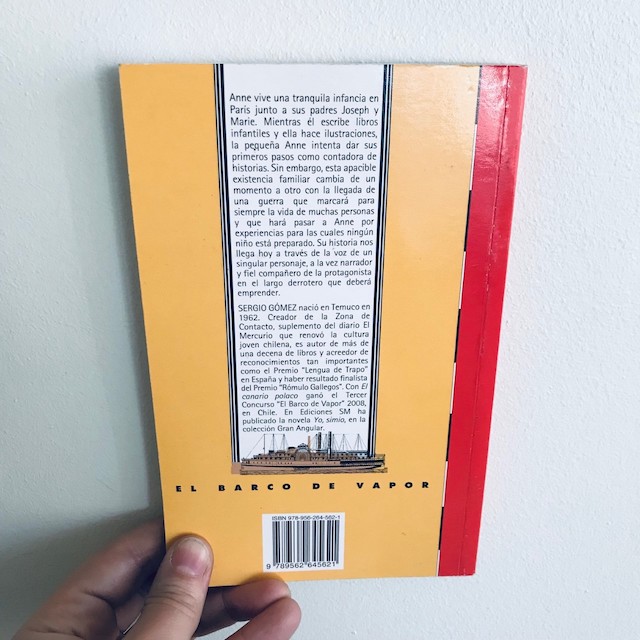 Anne vive una tranquila infancia en
París junto a sus padres Joseph y
Marie. Mientras él escribe libros
infantiles y ella hace ilustraciones,
la pequeña Anne intenta dar sus
primeros pasos como contadora de
historias. Sin embargo, esta apacible
existencia familiar cambia de un
momento a otro con la llegada de
una guerra que marcará para
siempre la vida de muchas personas
y que hará pasar a Anne por
experiencias para las cuales ningún
niño está preparado. Su historia nos
llega hoy a través de la voz de un
singular personaje, a la vez narrador
y fiel compañero de la protagonista
en el largo derrotero que deberá
emprender.
SERGIO GÓMEZ nació en Temuco en
1962. Creador de la Zona de
Contacto, suplemento del diario El
Mercurio que renovó la cultura
joven chilena, es autor de más de
una decena de libros y acreedor de
reconocimientos tan importantes
como el Premio "Lengua de Trapo"
en España y haber resultado finalista
del Premio "Rómulo Gallegos". Con El
canario polaco ganó el Tercer
Concurso "El Barco de Vapor" 2008,
en Chile. En Ediciones SM ha
publicado la novela Yo, simio, en la
colección Gran Angular.
EL BARCO DE VAPOR
ISBN 978-956-264-562-1
9 789562 645621